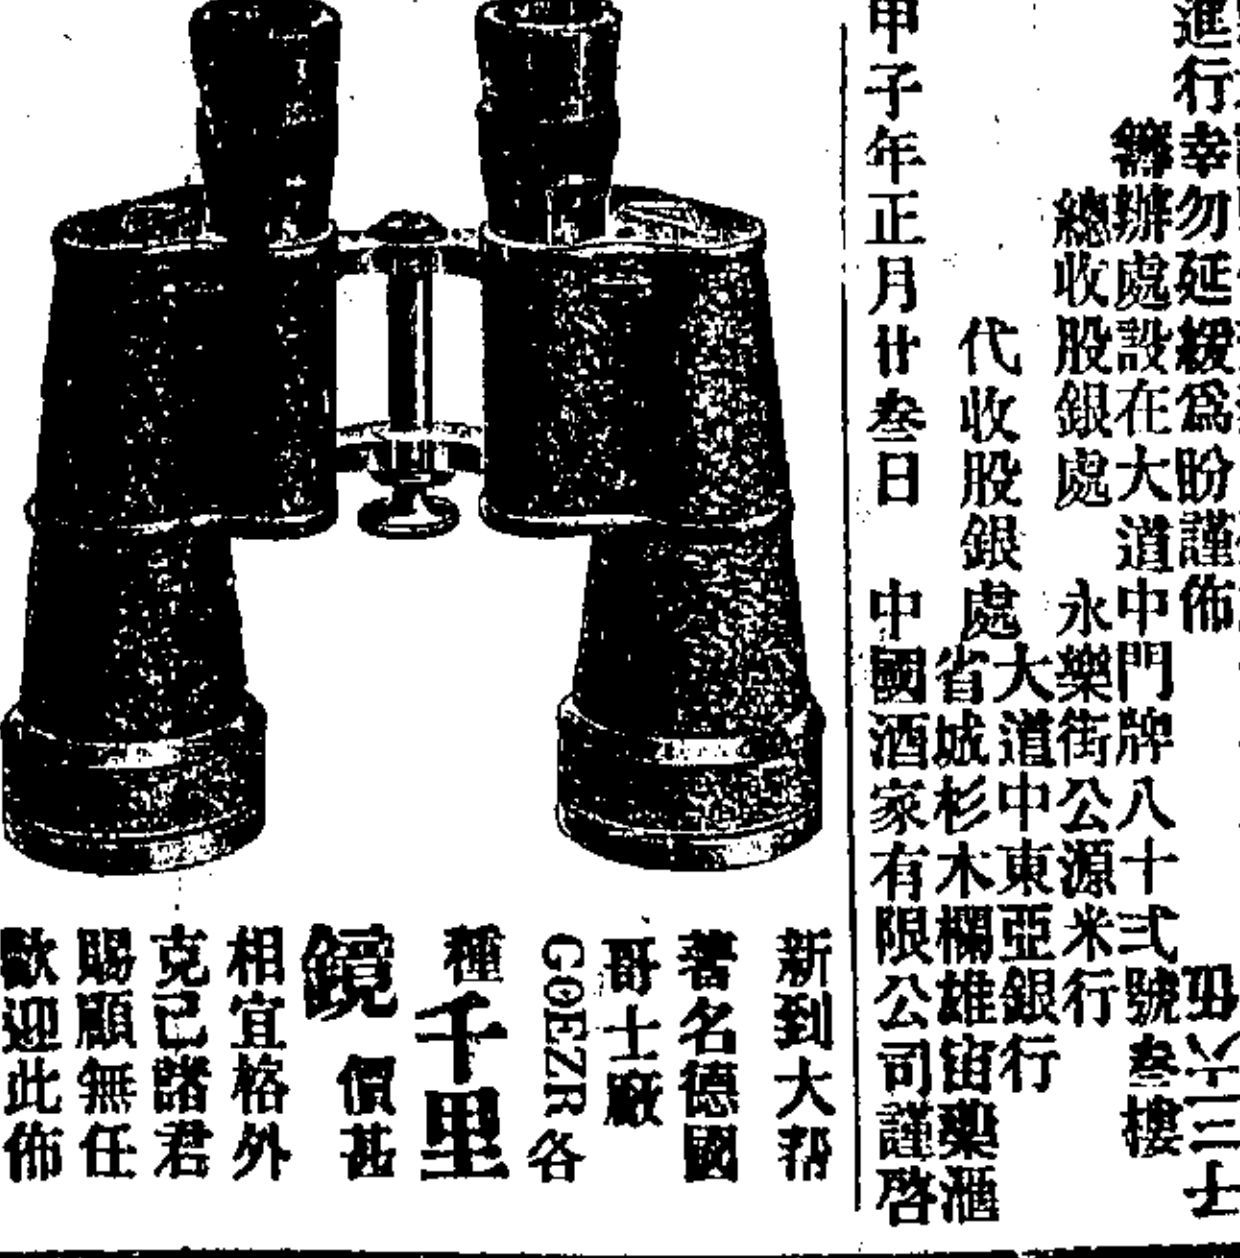 進行幸勿延緩爲盼謹佈
籌辦處設在大道中門牌八十弍號叁樓
總收股銀處 永樂街公源米行
代收股銀處 大道中東亞銀行
省城杉木欄雄宙藥滙
甲子年正月廿叁日 中國酒家有限公司謹啓
新到大帮
著名德國
哥士廠
GOEZR各
種千里
鏡 價甚
相宜格外
克己諸君
賜顧無任
歡迎此佈